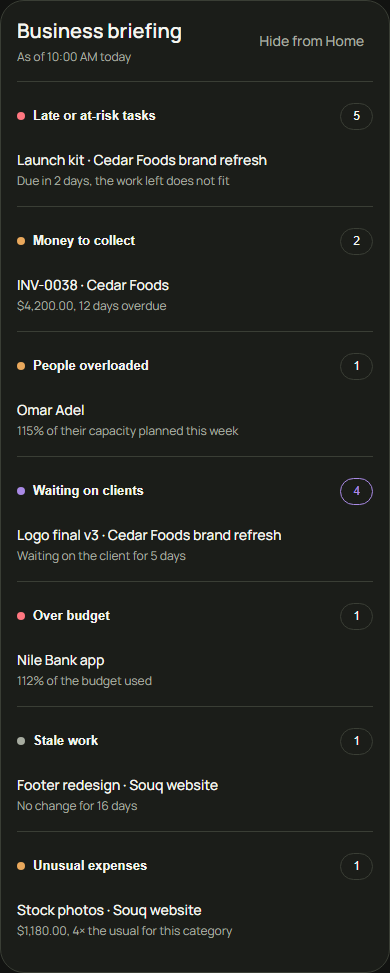 Business briefing
Hide from Home
As of 10:00 AM today
Late or at-risk tasks
5
Launch kit · Cedar Foods brand refresh
Due in 2 days, the work left does not fit
Money to collect
2
INV-0038 · Cedar Foods
$4,200.00, 12 days overdue
People overloaded
1
Omar Adel
115% of their capacity planned this week
Waiting on clients
4
Logo final v3 · Cedar Foods brand refresh
Waiting on the client for 5 days
Over budget
1
Nile Bank app
112% of the budget used
Stale work
1
Footer redesign · Souq website
No change for 16 days
Unusual expenses
1
Stock photos · Souq website
$1,180.00, 4× the usual for this category